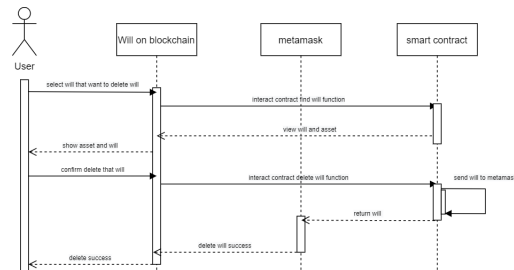 Will on blockchain
metamask
smart contract
User
select will that want to delete will
interact contract find will function
view will and asset
show asset and will
confirm delete that will
interact contract delete will function
send will to metamas
return will
delete will success
delete success